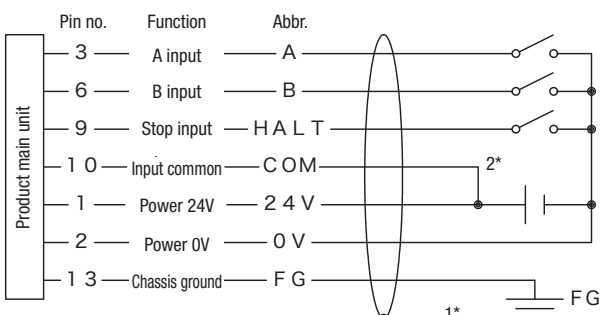 Pin no. Function Abbr.
Product main unit
3 A input A
6 B input B
9 Stop input HALT
10 Input common COM 2*
1 Power 24V 24V
2 Power 0V 0V
13 Chassis ground FG
1* FG